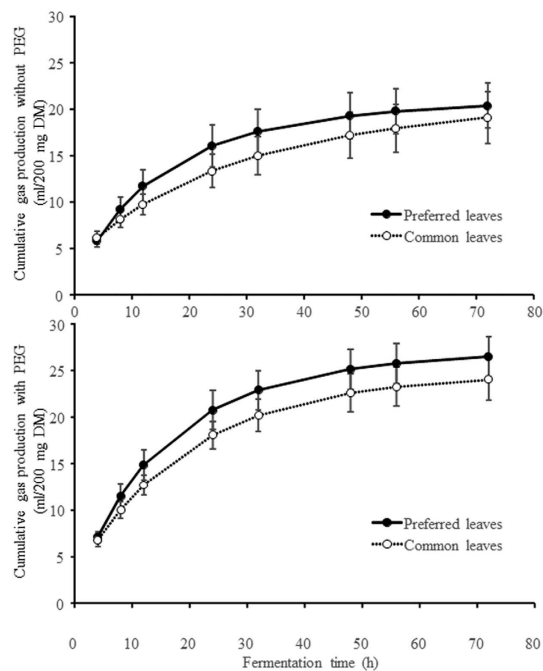 Cumulative gas production without PEG
(ml/200 mg DM)
30
25
20
15
10
5
0
Preferred leaves
Common leaves
0 10 20 30 40 50 60 70 80
Cumulative gas production with PEG
(ml/200 mg DM)
30
25
20
15
10
5
0
Preferred leaves
Common leaves
0 10 20 30 40 50 60 70 80
Fermentation time (h)